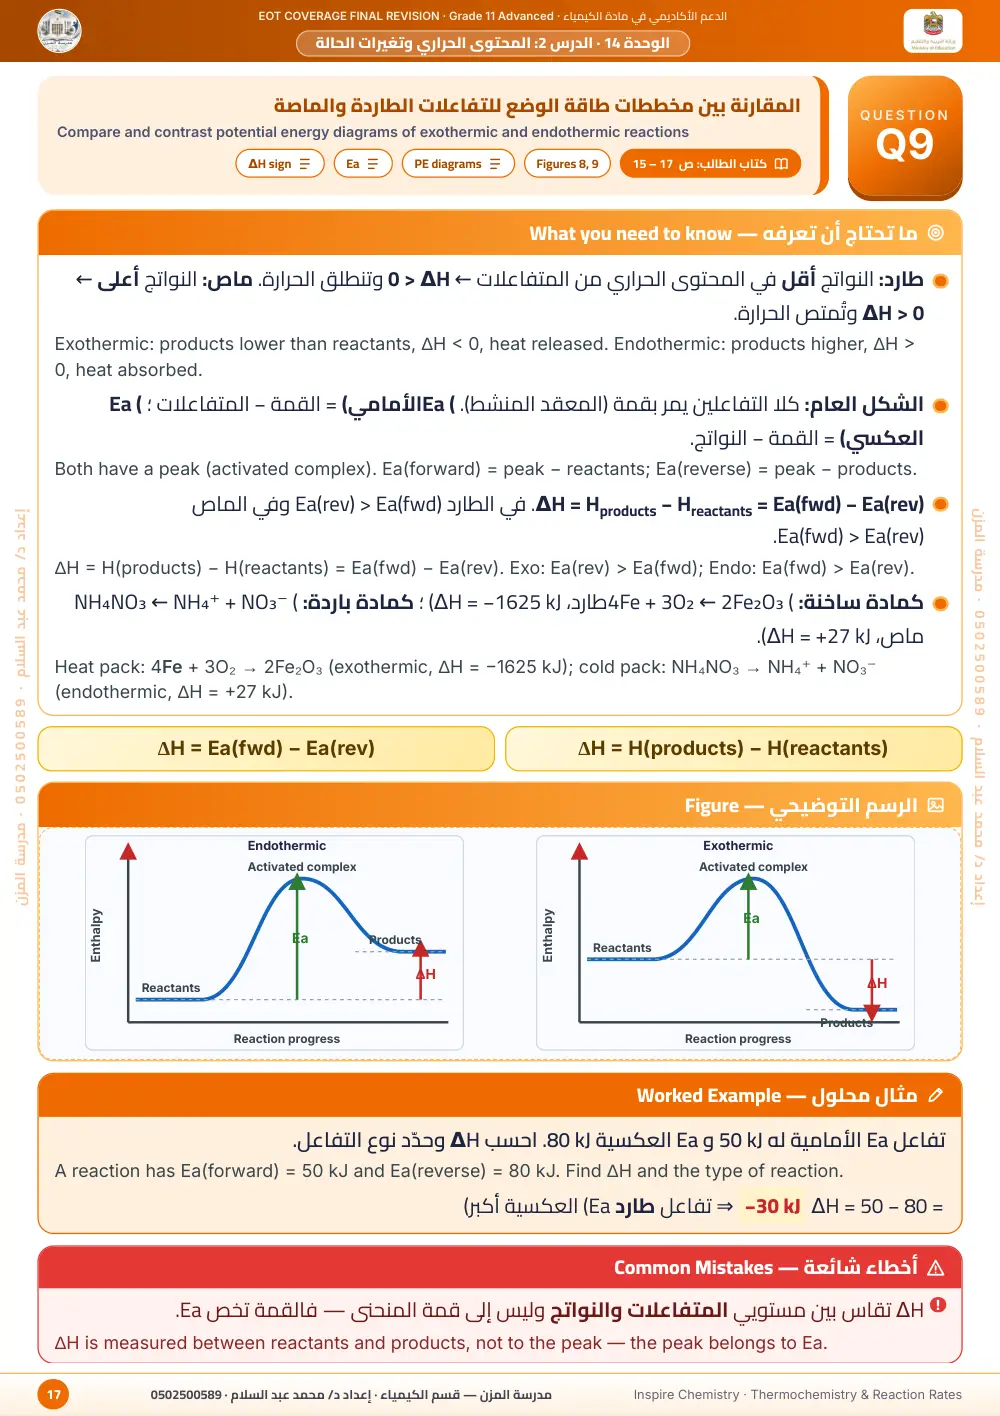 EOT COVERAGE FINAL REVISION · Grade 11 Advanced · الدعم الأكاديمي في مادة الكيمياء
الوحدة 14 · الدرس 2: المحتوى الحراري وتغيرات الحالة
QUESTION
Q9
المقارنة بين مخططات طاقة الوضع للتفاعلات الطاردة والماصة
Compare and contrast potential energy diagrams of exothermic and endothermic reactions
كتاب الطالب: ص 17 – 15
Figures 8, 9
PE diagrams
Ea
ΔH sign
ما تحتاج أن تعرفه — What you need to know
طارد: النواتج أقل في المحتوى الحراري من المتفاعلات ← ΔH < 0 وتنطلق الحرارة. ماص: النواتج أعلى ←
ΔH > 0 وتُمتص الحرارة.
Exothermic: products lower than reactants, ΔH < 0, heat released. Endothermic: products higher, ΔH >
0, heat absorbed.
الشكل العام: كلا التفاعلين يمر بقمة (المعقد المنشط). Ea (الأمامي) = القمة − المتفاعلات ؛ Ea (
العكسي) = القمة − النواتج.
Both have a peak (activated complex). Ea(forward) = peak − reactants; Ea(reverse) = peak − products.
ΔH = Hproducts − Hreactants = Ea(fwd) − Ea(rev). في الطارد Ea(rev) > Ea(fwd) وفي الماص
Ea(fwd) > Ea(rev).
ΔH = H(products) − H(reactants) = Ea(fwd) − Ea(rev). Exo: Ea(rev) > Ea(fwd); Endo: Ea(fwd) > Ea(rev).
كمادة ساخنة: (4Fe + 3O₂ ← 2Fe₂O₃ طارد، ΔH = −1625 kJ) ؛ كمادة باردة: (NH₄NO₃ ← NH₄⁺ + NO₃⁻
ماص، ΔH = +27 kJ).
Heat pack: 4Fe + 3O₂ → 2Fe₂O₃ (exothermic, ΔH = −1625 kJ); cold pack: NH₄NO₃ → NH₄⁺ + NO₃⁻
(endothermic, ΔH = +27 kJ).
ΔH = Ea(fwd) − Ea(rev)
ΔH = H(products) − H(reactants)
الرسم التوضيحي — Figure
Endothermic
Activated complex
Enthalpy
Ea
Products
ΔH
Reactants
Reaction progress
Exothermic
Activated complex
Enthalpy
Ea
Reactants
ΔH
Products
Reaction progress
مثال محلول — Worked Example
تفاعل Ea الأمامية له 50 kJ و Ea العكسية 80 kJ. احسب ΔH وحدّد نوع التفاعل.
A reaction has Ea(forward) = 50 kJ and Ea(reverse) = 80 kJ. Find ΔH and the type of reaction.
ΔH = 50 − 80 = −30 kJ ⇒ تفاعل طارد (Ea العكسية أكبر)
أخطاء شائعة — Common Mistakes
ΔH تقاس بين مستويي المتفاعلات والنواتج وليس إلى قمة المنحنى — فالقمة تخص Ea.
ΔH is measured between reactants and products, not to the peak — the peak belongs to Ea.
17
مدرسة المزن — قسم الكيمياء · إعداد د/ محمد عبد السلام · 0502500589
Inspire Chemistry · Thermochemistry & Reaction Rates
إعداد د/ محمد عبد السلام · 0502500589 · مدرسة المزن
إعداد د/ محمد عبد السلام · 0502500589 · مدرسة المزن